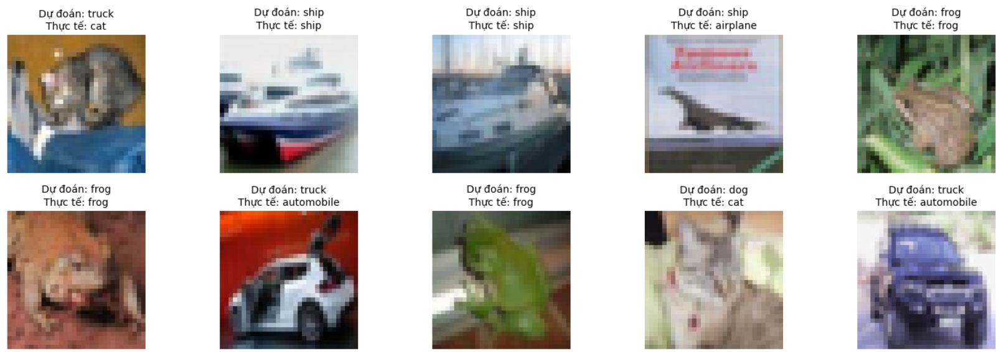 Dự đoán: truck
Thực tế: cat
Dự đoán: ship
Thực tế: ship
Dự đoán: ship
Thực tế: ship
Dự đoán: ship
Thực tế: airplane
Dự đoán: frog
Thực tế: frog
Dự đoán: frog
Thực tế: frog
Dự đoán: truck
Thực tế: automobile
Dự đoán: frog
Thực tế: frog
Dự đoán: dog
Thực tế: cat
Dự đoán: truck
Thực tế: automobile